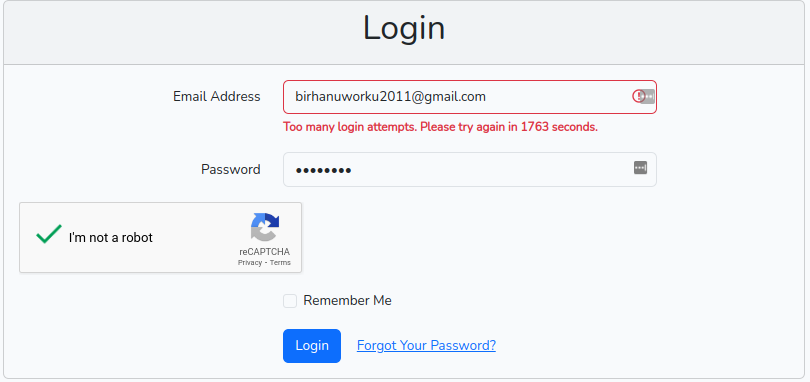 Login
Email Address birhanuworku2011@gmail.com
Too many login attempts. Please try again in 1763 seconds.
Password ••••••••
I'm not a robot
reCAPTCHA
Privacy - Terms
Remember Me
Login Forgot Your Password?